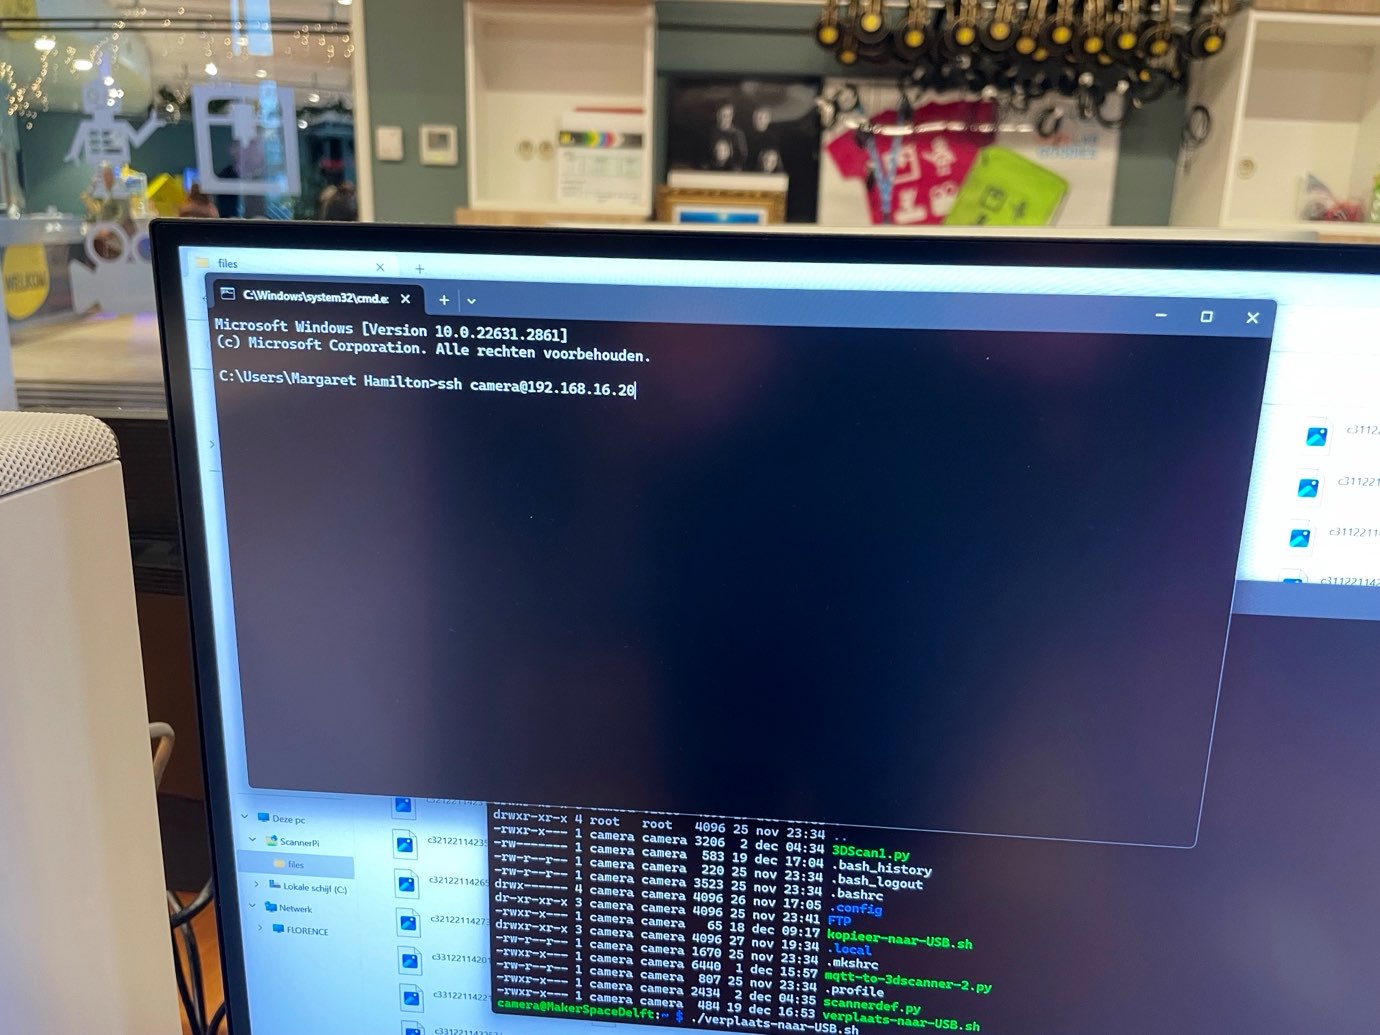 files
C:\Windows\system32\cmd.e:
Microsoft Windows [Version 10.0.22631.2861]
(c) Microsoft Corporation. Alle rechten voorbehouden.
C:\Users\Margaret Hamilton>ssh camera@192.168.16.20
WELKOM
c3112211
Deze pc
ScannerPi
files
Lokale schijf (C:)
Netwerk
FLORENCE
drwxr-xr-x 4 root root 4096 25 nov 23:34 ..
-rwxr-x--- 1 camera camera 3206 2 dec 04:34 3DScan1.py
-rw------- 1 camera camera 583 19 dec 17:04 .bash_history
-rw-r--r-- 1 camera camera 220 25 nov 23:34 .bash_logout
-rw-r--r-- 1 camera camera 3523 25 nov 23:34 .bashrc
drwx------ 4 camera camera 4096 26 nov 17:05 .config
dr-xr-xr-x 3 camera camera 4096 25 nov 23:41 FTP
-rwxr-x--- 1 camera camera 65 18 dec 09:17 kopieer-naar-USB.sh
drwxr-xr-x 3 camera camera 4096 27 nov 19:34 .local
-rw-r--r-- 1 camera camera 1670 25 nov 23:34 .mkshrc
-rwxr-x--- 1 camera camera 6440 1 dec 15:57 mqtt-to-3dscanner-2.py
-rw-r--r-- 1 camera camera 807 25 nov 23:34 .profile
-rwxr-x--- 1 camera camera 2434 2 dec 04:35 scannerdef.py
-rwxr-x--- 1 camera camera 484 19 dec 16:53 verplaats-naar-USB.sh
camera@MakerSpaceDelft:~ $ ./verplaats-naar-USB.sh